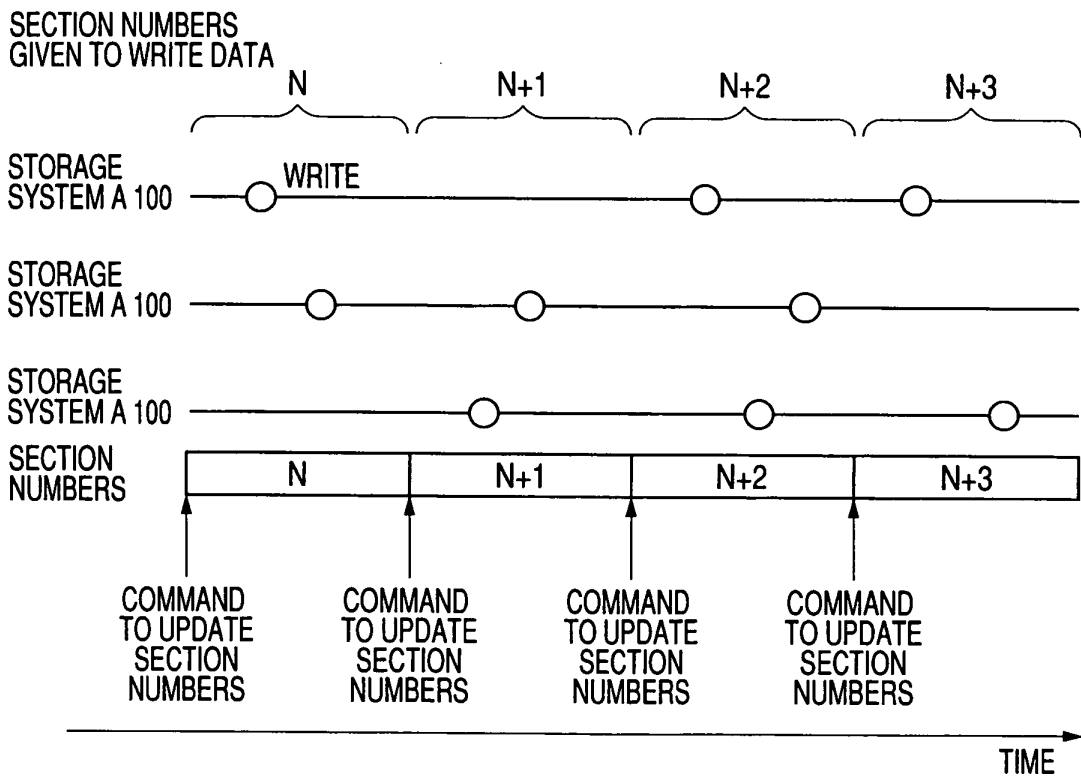 SECTION NUMBERS
GIVEN TO WRITE DATA
N N+1 N+2 N+3
STORAGE
SYSTEM A 100
WRITE
STORAGE
SYSTEM A 100
STORAGE
SYSTEM A 100
SECTION
NUMBERS
N N+1 N+2 N+3
COMMAND
TO UPDATE
SECTION
NUMBERS
COMMAND
TO UPDATE
SECTION
NUMBERS
COMMAND
TO UPDATE
SECTION
NUMBERS
COMMAND
TO UPDATE
SECTION
NUMBERS
TIME